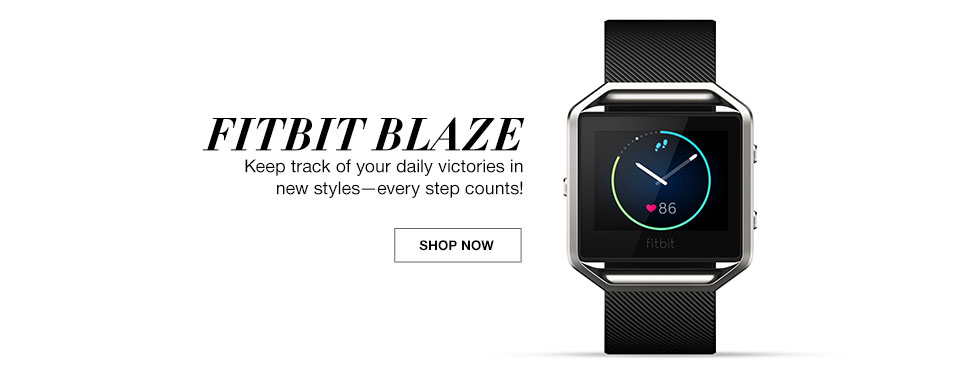 FITBIT BLAZE
Keep track of your daily victories in
new styles—every step counts!
SHOP NOW
86
fitbit